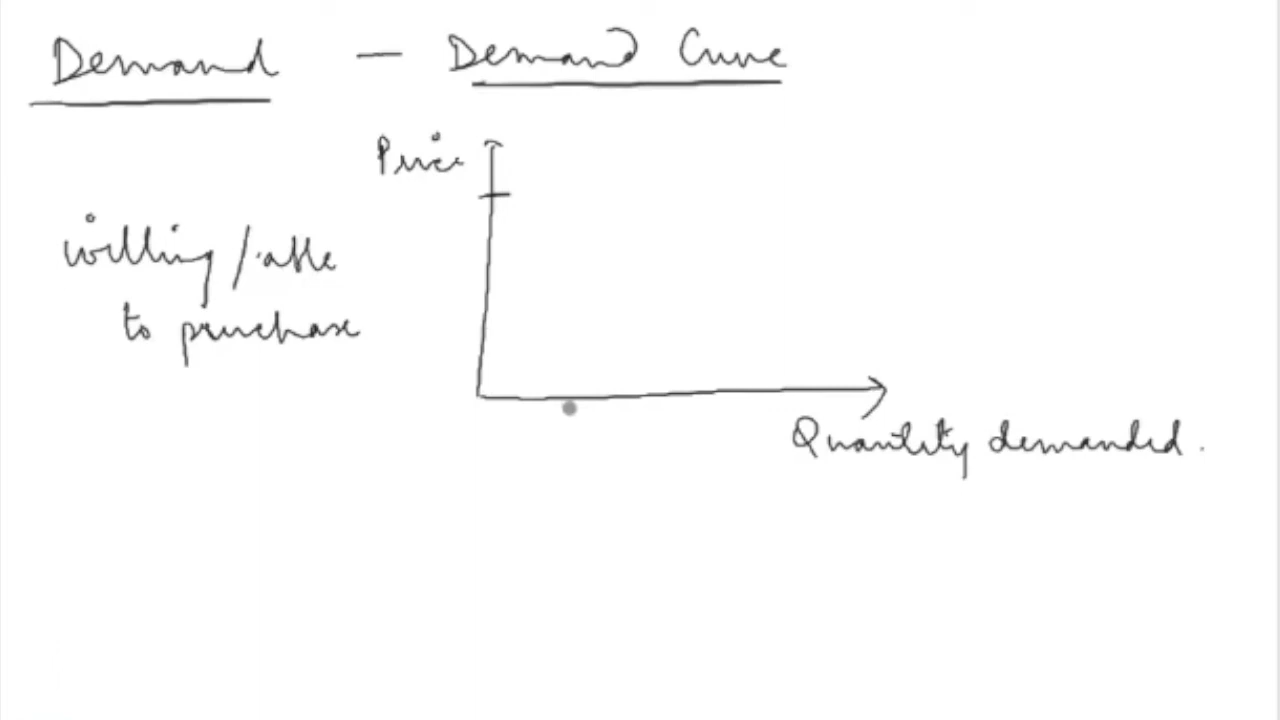 Demand — Demand Curve
Price
willing / able
to purchase
Quantity demanded.